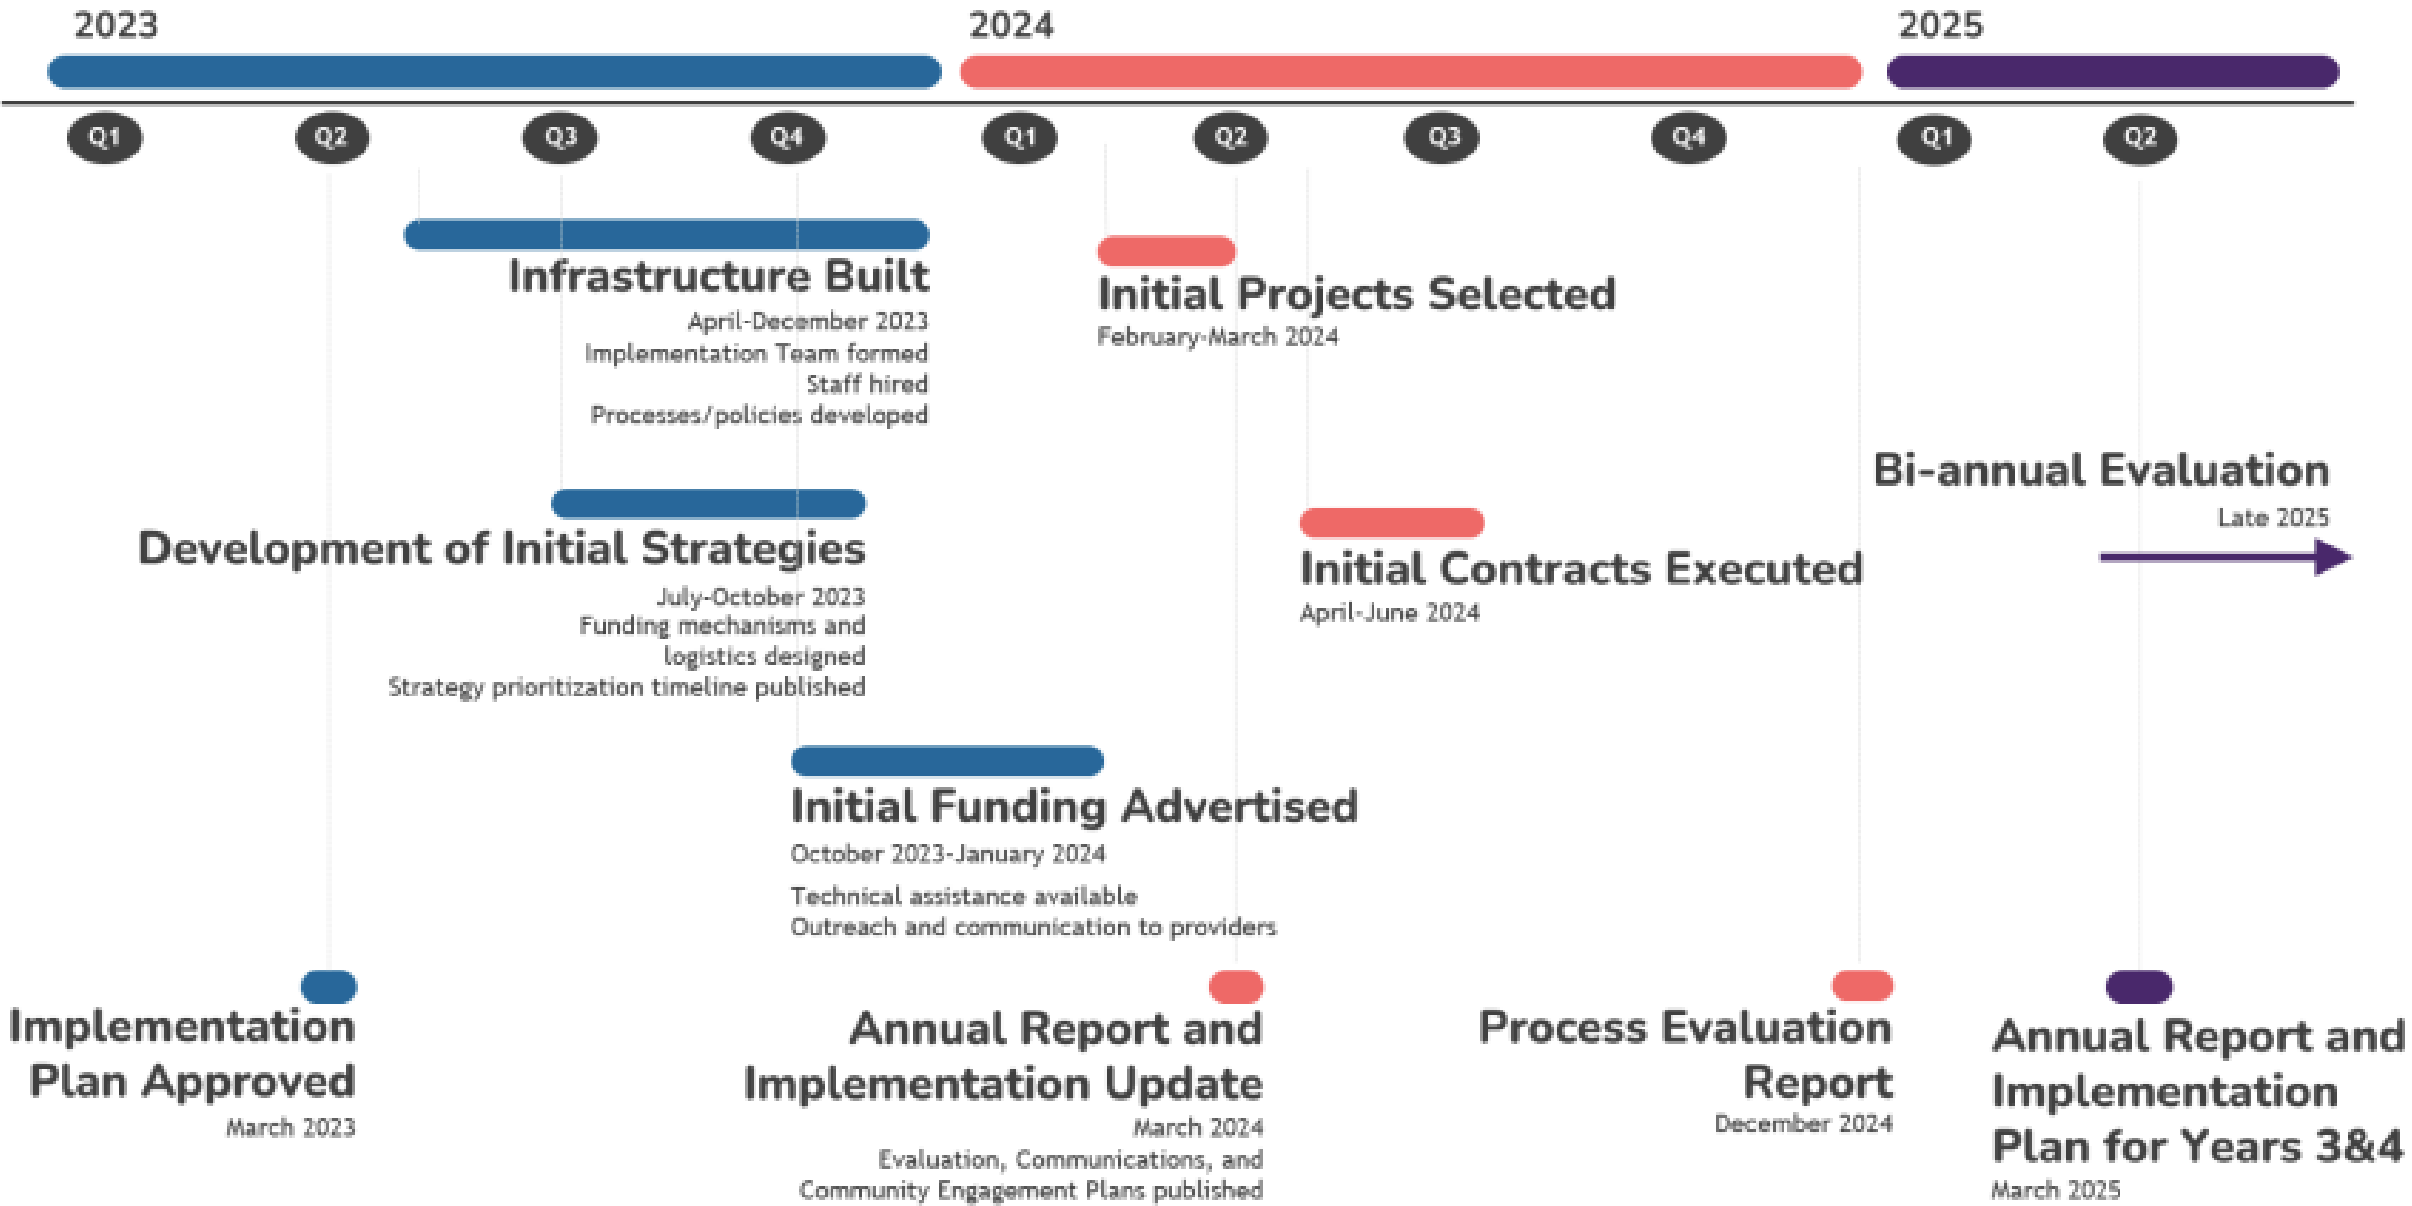 2023
2024
2025
Q1
Q2
Q3
Q4
Q1
Q2
Q3
Q4
Q1
Q2
Infrastructure Built
April-December 2023
Implementation Team formed
Staff hired
Processes/policies developed
Initial Projects Selected
February-March 2024
Development of Initial Strategies
July-October 2023
Funding mechanisms and
logistics designed
Strategy prioritization timeline published
Initial Contracts Executed
April-June 2024
Bi-annual Evaluation
Late 2025
Initial Funding Advertised
October 2023-January 2024
Technical assistance available
Outreach and communication to providers
Implementation
Plan Approved
March 2023
Annual Report and
Implementation Update
March 2024
Evaluation, Communications, and
Community Engagement Plans published
Process Evaluation
Report
December 2024
Annual Report and
Implementation
Plan for Years 3&4
March 2025